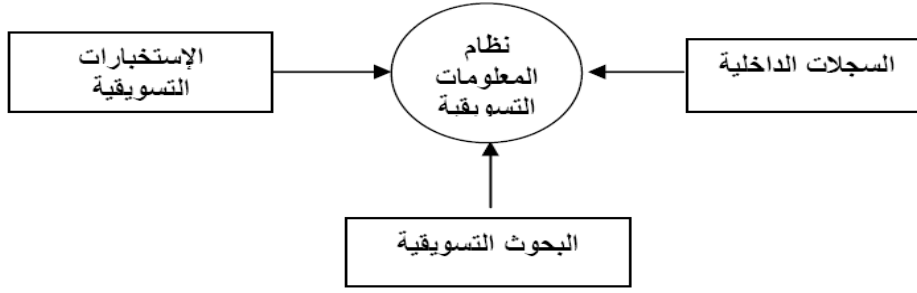 نظام
المعلومات
التسويقية
السجلات الداخلية
الإستخبارات
التسويقية
البحوث التسويقية